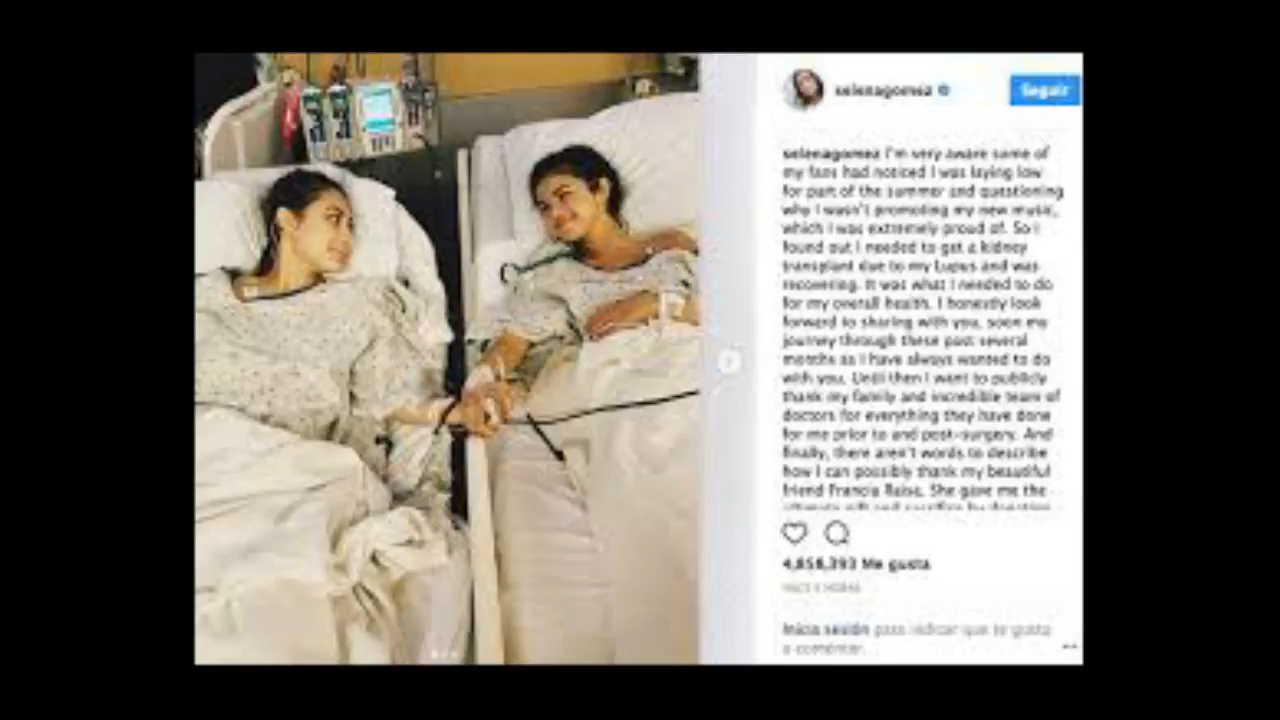 selenagomez
Seguir
selenagomez I'm very aware some of
my fans had noticed I was laying low
for part of the summer and questioning
why I wasn't promoting my new music,
which I was extremely proud of. So I
found out I needed to get a kidney
transplant due to my Lupus and was
recovering. It was what I needed to do
for my overall health. I honestly look
forward to sharing with you, soon my
journey through these past several
months as I have always wanted to do
with you. Until then I want to publicly
thank my family and incredible team of
doctors for everything they have done
for me prior to and post-surgery. And
finally, there aren't words to describe
how I can possibly thank my beautiful
friend Francia Raisa. She gave me the
ultimate gift and sacrifice by donating
4,858,393 Me gusta
Inicia sesión para indicar que te gusta
o comentar.